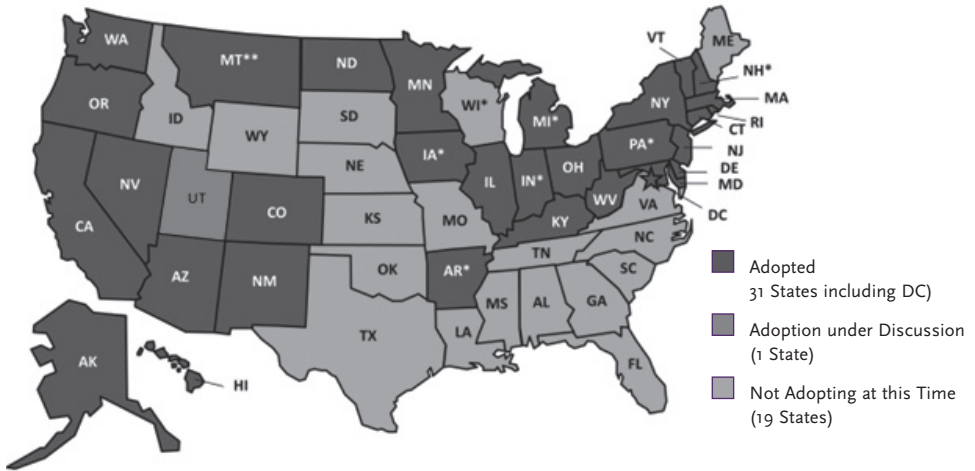 WA
MT**
ND
MN
VT
ME
NH*
OR
ID
WY
SD
WI*
MI*
NY
MA
RI
CT
NJ
DE
MD
DC
NV
UT
CO
NE
IA*
IL
IN*
OH
PA*
WV
VA
CA
AZ
NM
KS
MO
KY
NC
TN
OK
AR*
SC
TX
LA
MS
AL
GA
FL
AK
HI
Adopted
31 States including DC)
Adoption under Discussion
(1 State)
Not Adopting at this Time
(19 States)